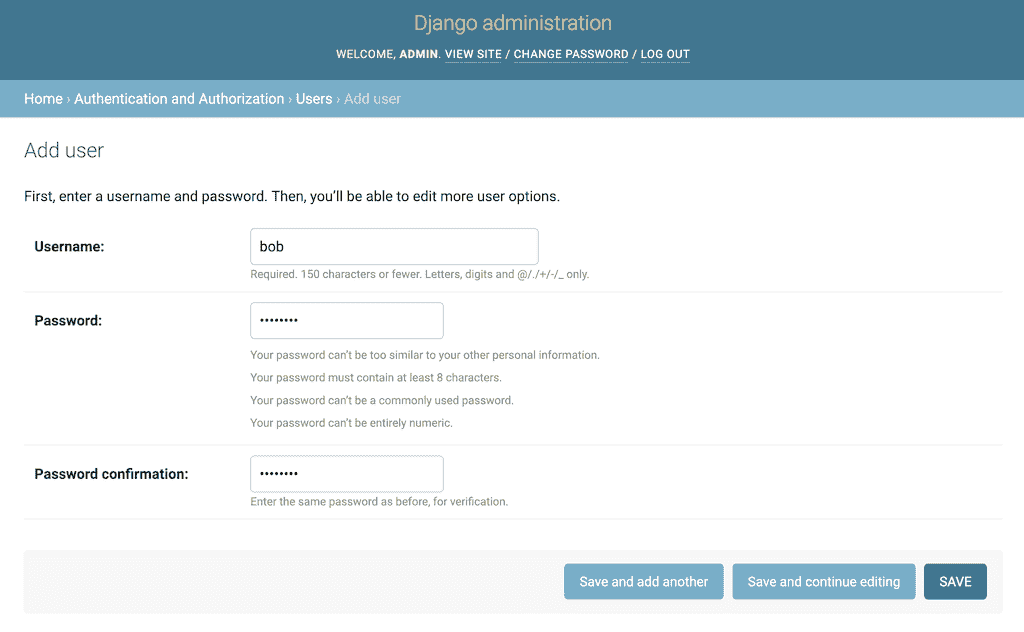 Django administration
WELCOME, ADMIN. VIEW SITE / CHANGE PASSWORD / LOG OUT
Home › Authentication and Authorization › Users › Add user
Add user
First, enter a username and password. Then, you’ll be able to edit more user options.
Username:
bob
Required. 150 characters or fewer. Letters, digits and @/./+/-/_ only.
Password:
••••••••
Your password can’t be too similar to your other personal information.
Your password must contain at least 8 characters.
Your password can’t be a commonly used password.
Your password can’t be entirely numeric.
Password confirmation:
••••••••
Enter the same password as before, for verification.
Save and add another
Save and continue editing
SAVE